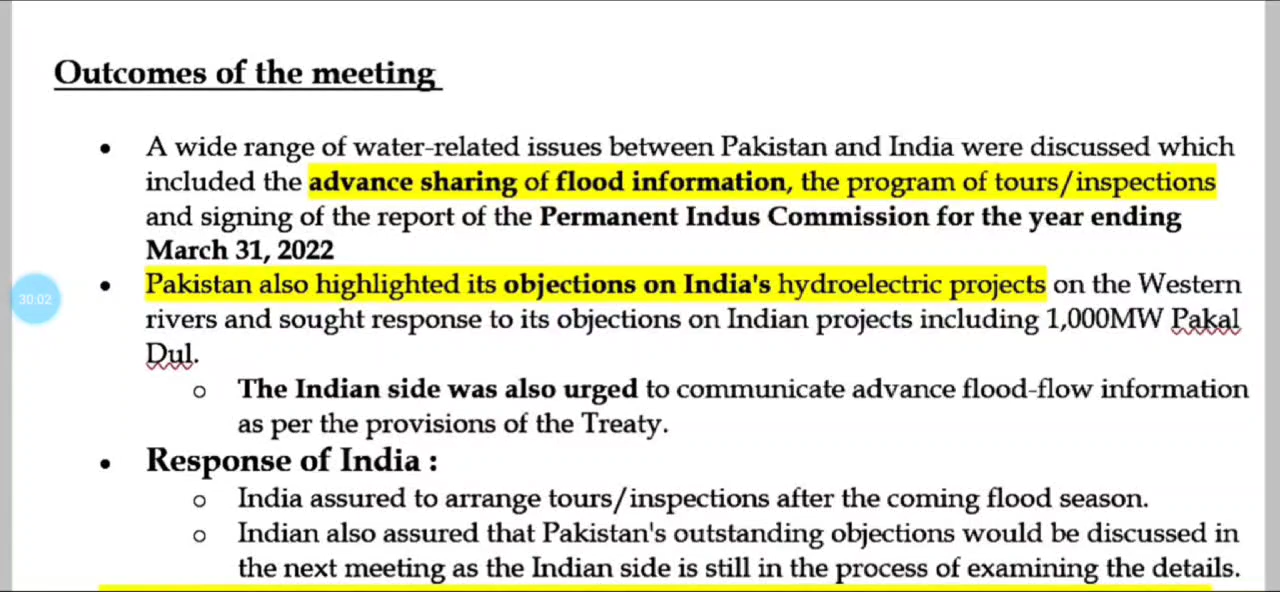 Outcomes of the meeting
• A wide range of water-related issues between Pakistan and India were discussed which
included the advance sharing of flood information, the program of tours/inspections
and signing of the report of the Permanent Indus Commission for the year ending
March 31, 2022
• Pakistan also highlighted its objections on India's hydroelectric projects on the Western
30:02
rivers and sought response to its objections on Indian projects including 1,000MW Pakal
Dul.
o The Indian side was also urged to communicate advance flood-flow information
as per the provisions of the Treaty.
• Response of India :
o India assured to arrange tours/inspections after the coming flood season.
o Indian also assured that Pakistan's outstanding objections would be discussed in
the next meeting as the Indian side is still in the process of examining the details.